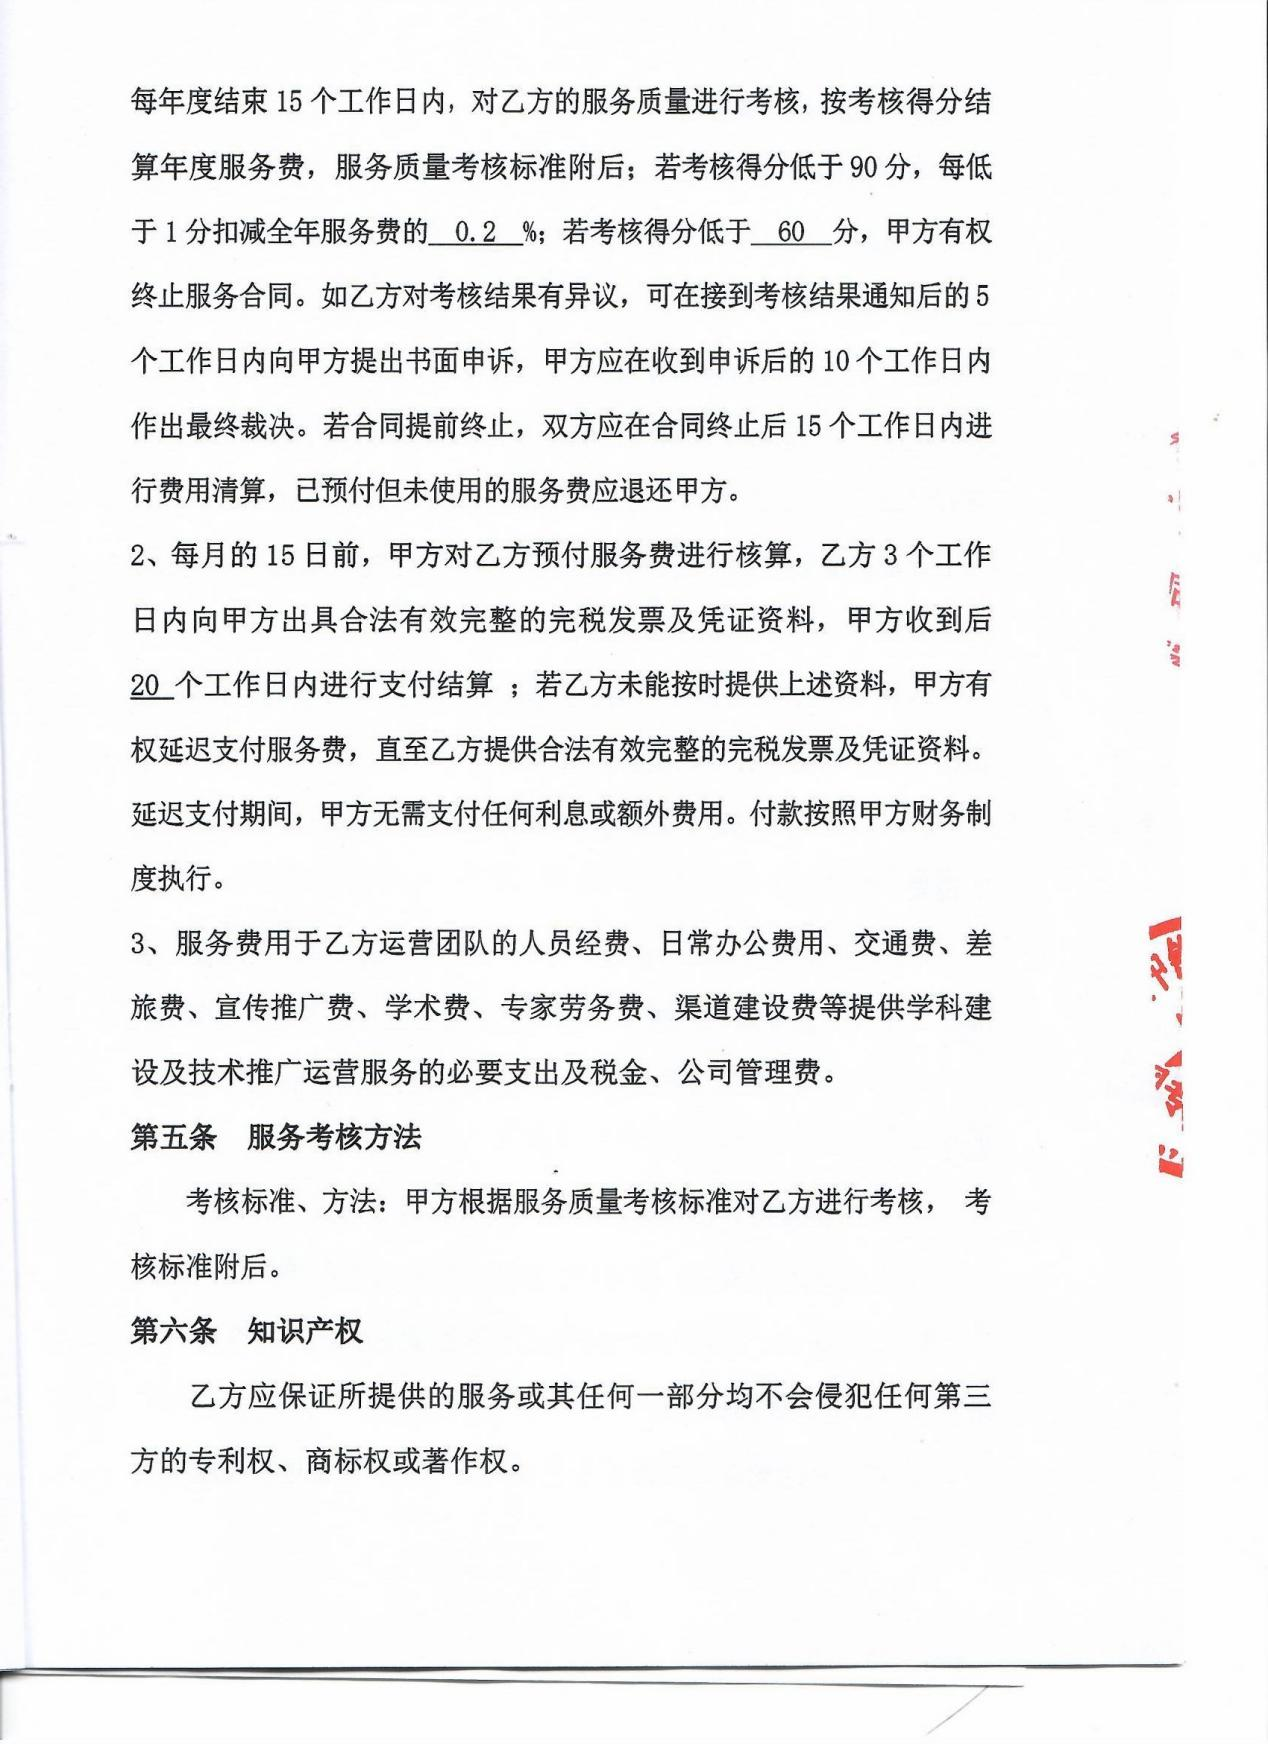 每年度结束 15 个工作日内，对乙方的服务质量进行考核，按考核得分结
算年度服务费，服务质量考核标准附后；若考核得分低于 90 分，每低
于 1 分扣减全年服务费的 0.2 %；若考核得分低于 60 分，甲方有权
终止服务合同。如乙方对考核结果有异议，可在接到考核结果通知后的 5
个工作日内向甲方提出书面申诉，甲方应在收到申诉后的 10 个工作日内
作出最终裁决。若合同提前终止，双方应在合同终止后 15 个工作日内进
行费用清算，已预付但未使用的服务费应退还甲方。
2、每月的 15 日前，甲方对乙方预付服务费进行核算，乙方 3 个工作
日内向甲方出具合法有效完整的完税发票及凭证资料，甲方收到后
20 个工作日内进行支付结算 ；若乙方未能按时提供上述资料，甲方有
权延迟支付服务费，直至乙方提供合法有效完整的完税发票及凭证资料。
延迟支付期间，甲方无需支付任何利息或额外费用。付款按照甲方财务制
度执行。
3、服务费用于乙方运营团队的人员经费、日常办公费用、交通费、差
旅费、宣传推广费、学术费、专家劳务费、渠道建设费等提供学科建
设及技术推广运营服务的必要支出及税金、公司管理费。
第五条 服务考核方法
考核标准、方法：甲方根据服务质量考核标准对乙方进行考核， 考
核标准附后。
第六条 知识产权
乙方应保证所提供的服务或其任何一部分均不会侵犯任何第三
方的专利权、商标权或著作权。